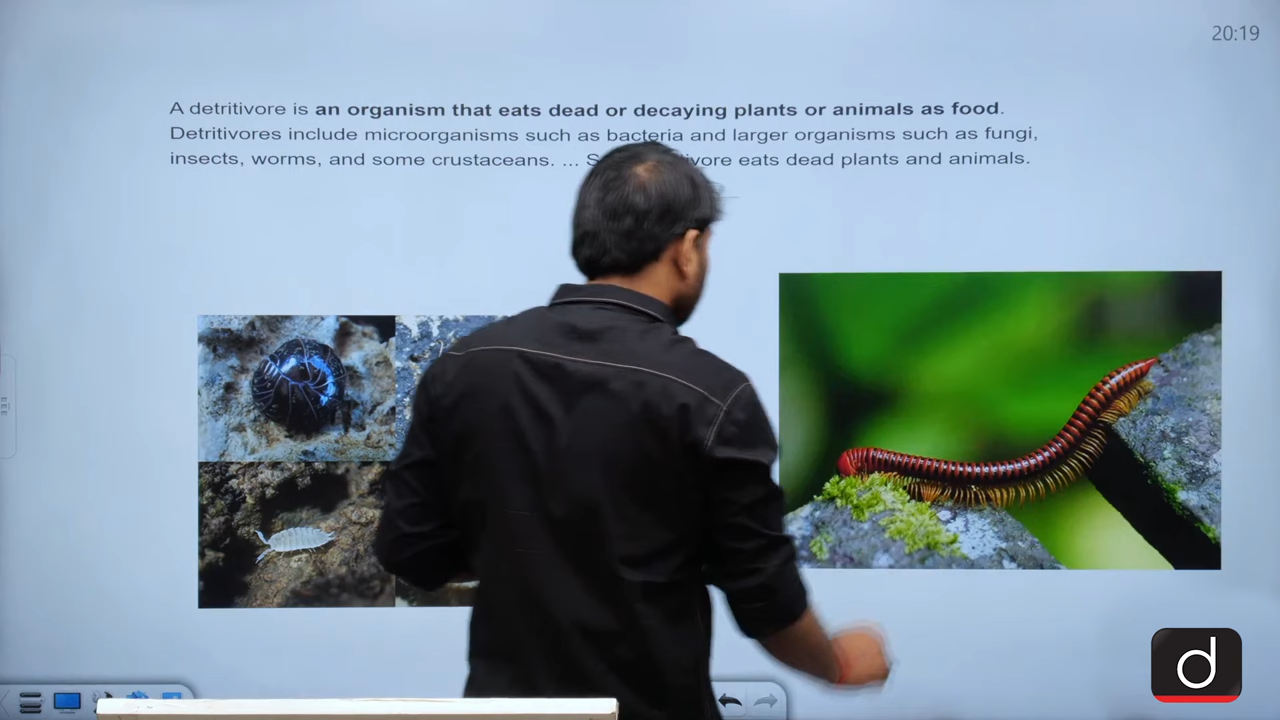 20:19
A detritivore is an organism that eats dead or decaying plants or animals as food.
Detritivores include microorganisms such as bacteria and larger organisms such as fungi,
insects, worms, and some crustaceans. ... eats dead plants and animals.
d